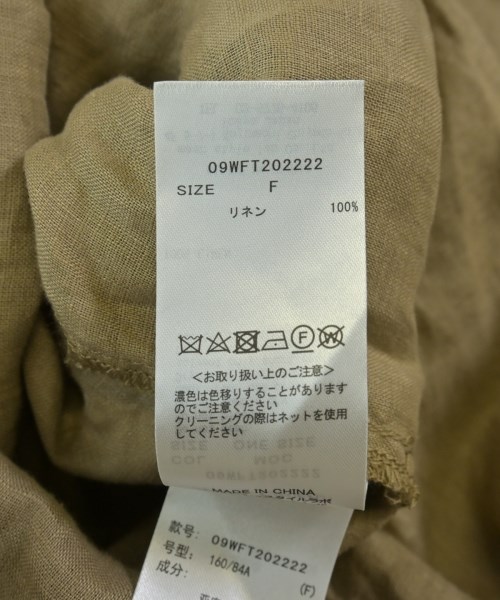 09WFT202222
SIZE F
リネン 100%
F W
<お取り扱い上のご注意>
濃色は色移りすることがあります
のでご注意ください
クリーニングの際はネットを使用
してください
MADE IN CHINA
款号: 09WFT202222
号型: 160/84A
成分: (F)